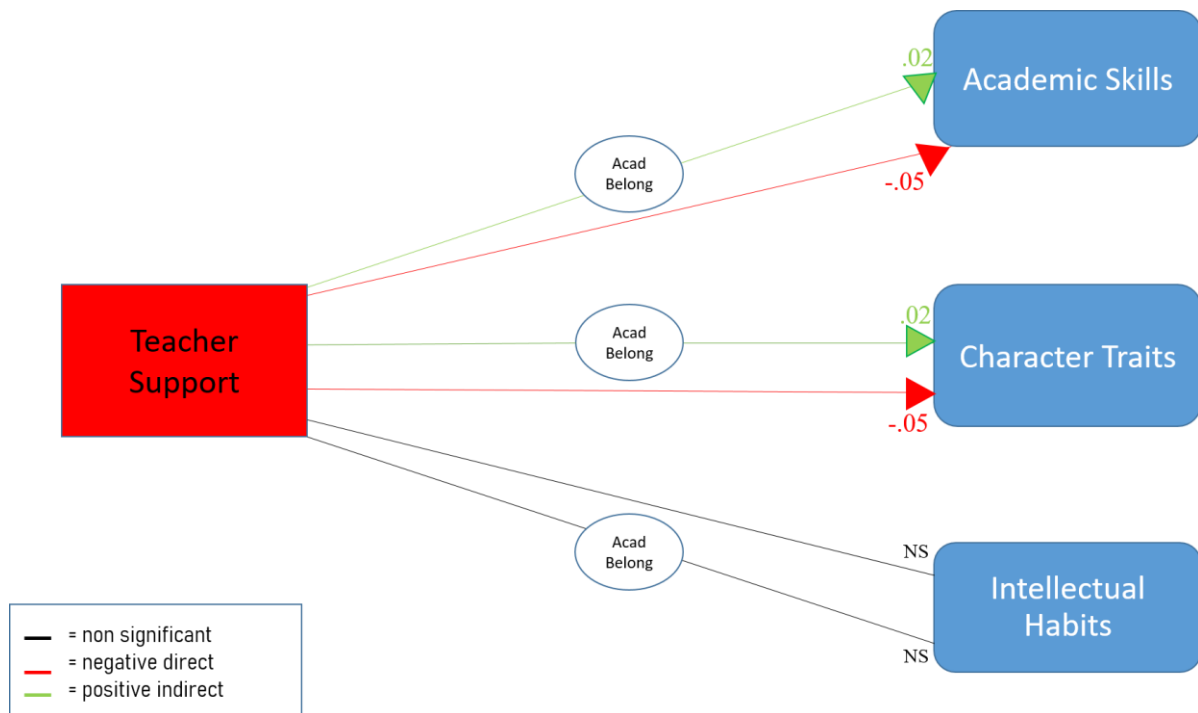 .02
Academic Skills
Acad
Belong
-.05
Teacher
Support
.02
Acad
Belong
Character Traits
-.05
Acad
Belong
NS
Intellectual
Habits
NS
= non significant
= negative direct
= positive indirect